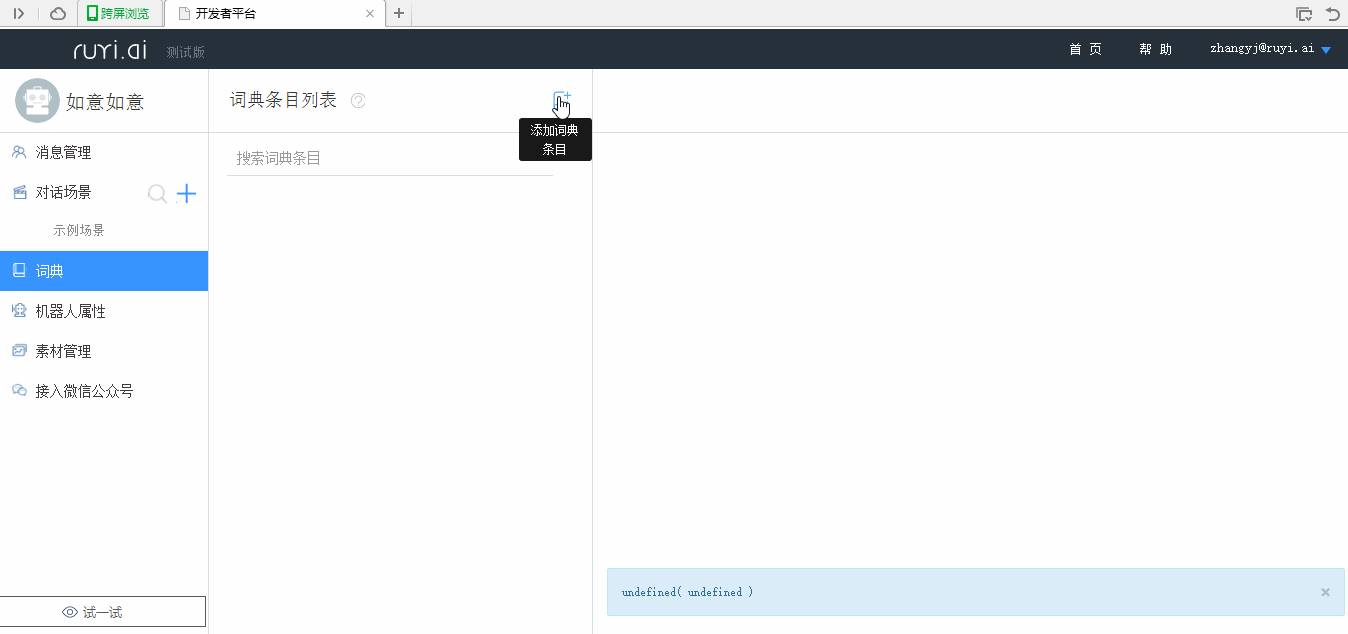 跨屏浏览
开发者平台
ruyi.ai 测试版
首 页
帮 助
zhangyj@ruyi.ai
如意如意
消息管理
对话场景
示例场景
词典
机器人属性
素材管理
接入微信公众号
试一试
词典条目列表
添加词典
条目
搜索词典条目
undefined( undefined )